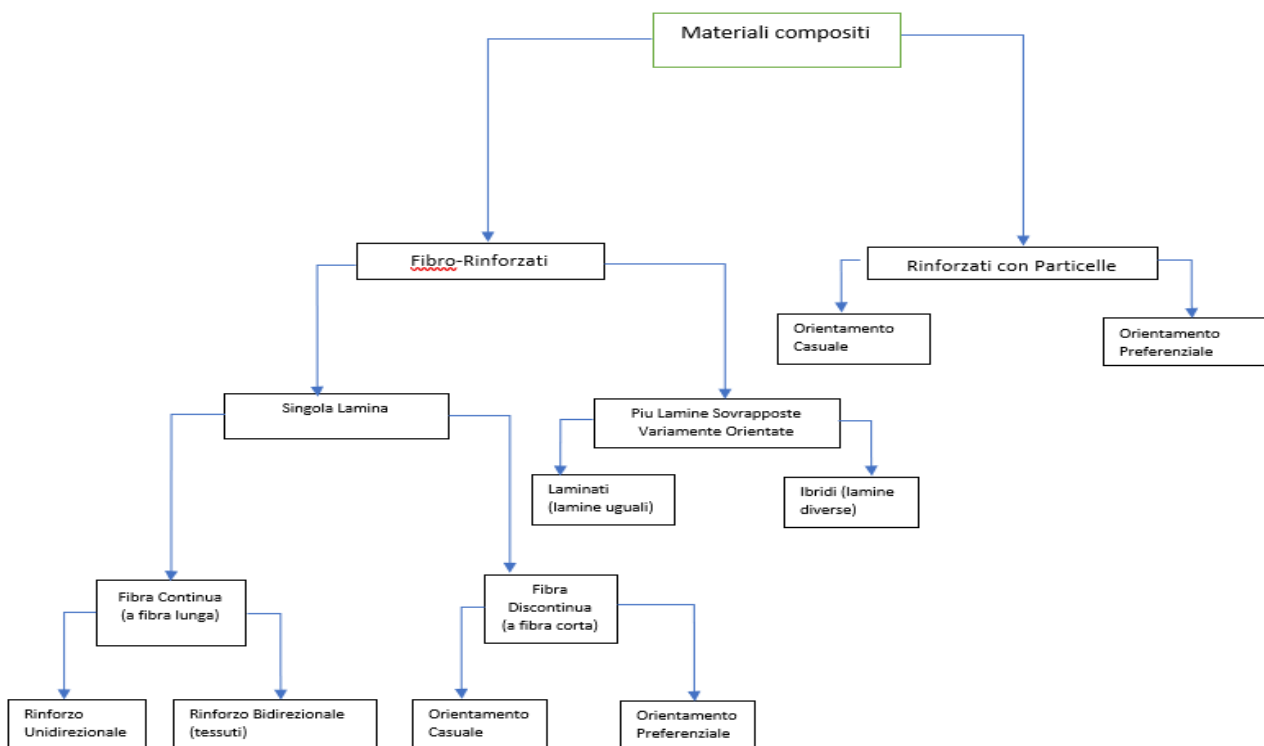 Materiali compositi
Fibro-Rinforzati
Rinforzati con Particelle
Orientamento
Casuale
Orientamento
Preferenziale
Singola Lamina
Piu Lamine Sovrapposte
Variamente Orientate
Laminati
(lamine uguali)
Ibridi (lamine
diverse)
Fibra Continua
(a fibra lunga)
Fibra
Discontinua
(a fibra corta)
Rinforzo
Unidirezionale
Rinforzo Bidirezionale
(tessuti)
Orientamento
Casuale
Orientamento
Preferenziale